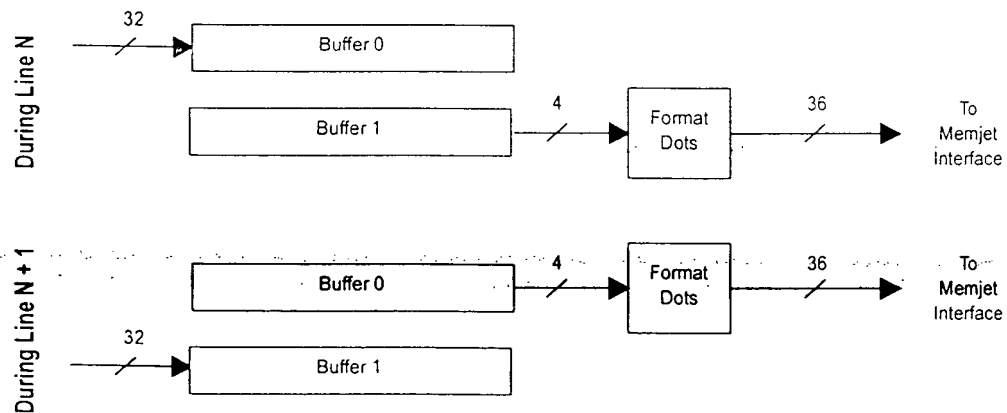 During Line N
32
Buffer 0
Buffer 1
4
Format
Dots
36
To
Memjet
Interface
During Line N + 1
Buffer 0
4
Format
Dots
36
To
Memjet
Interface
32
Buffer 1